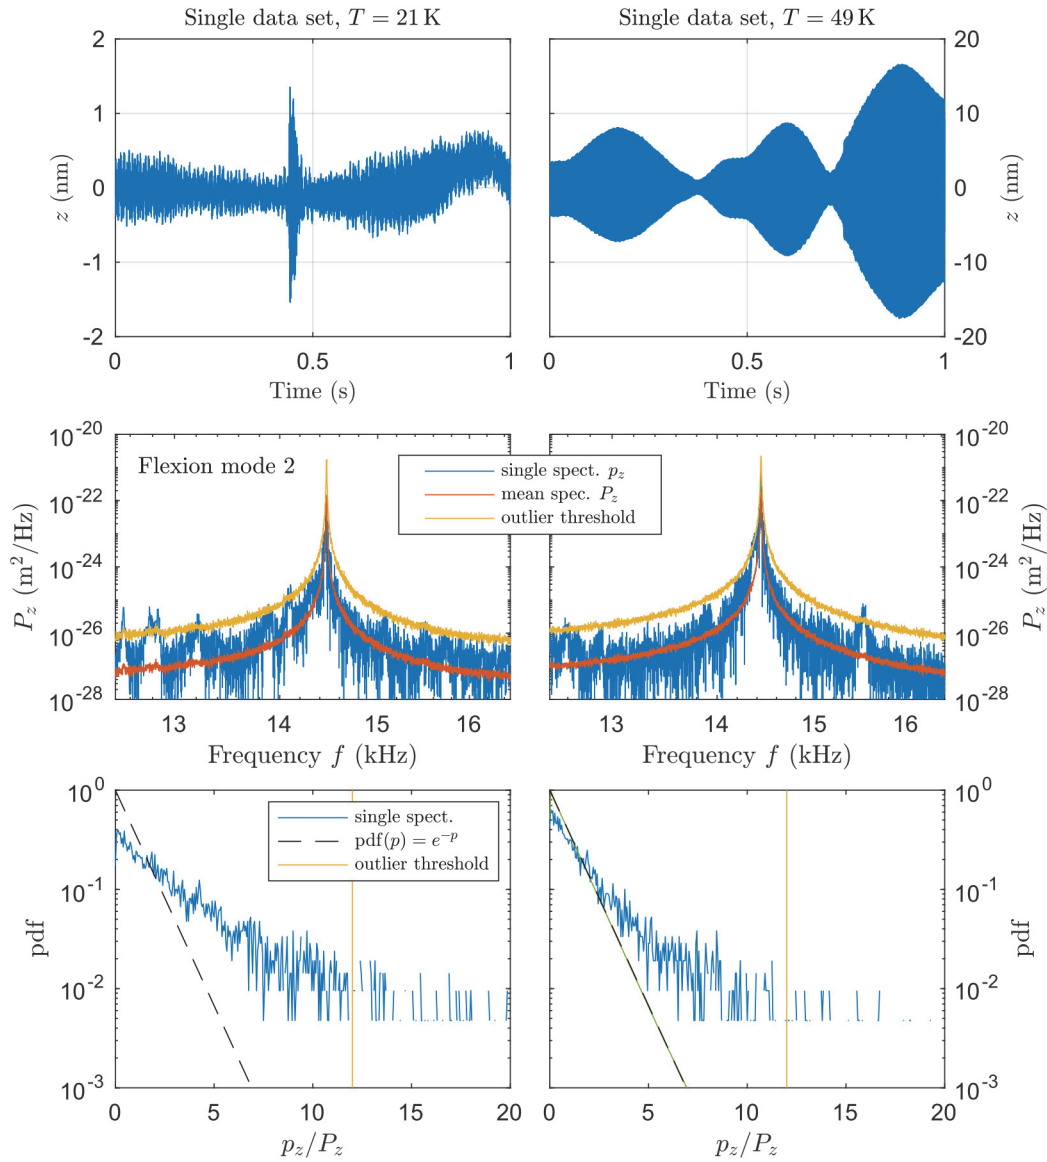 Single data set, T = 21 K
Single data set, T = 49 K
2
1
0
-1
-2
z (nm)
0
0.5
1
Time (s)
20
10
0
-10
-20
z (nm)
0
0.5
1
Time (s)
10^-20
10^-22
10^-24
10^-26
10^-28
P_z (m^2/Hz)
Flexion mode 2
single spect. p_z
mean spec. P_z
outlier threshold
13
14
15
16
Frequency f (kHz)
10^-20
10^-22
10^-24
10^-26
10^-28
P_z (m^2/Hz)
13
14
15
16
Frequency f (kHz)
10^0
10^-1
10^-2
10^-3
pdf
single spect.
pdf(p) = e^-p
outlier threshold
0
5
10
15
20
p_z/P_z
10^0
10^-1
10^-2
10^-3
pdf
0
5
10
15
20
p_z/P_z